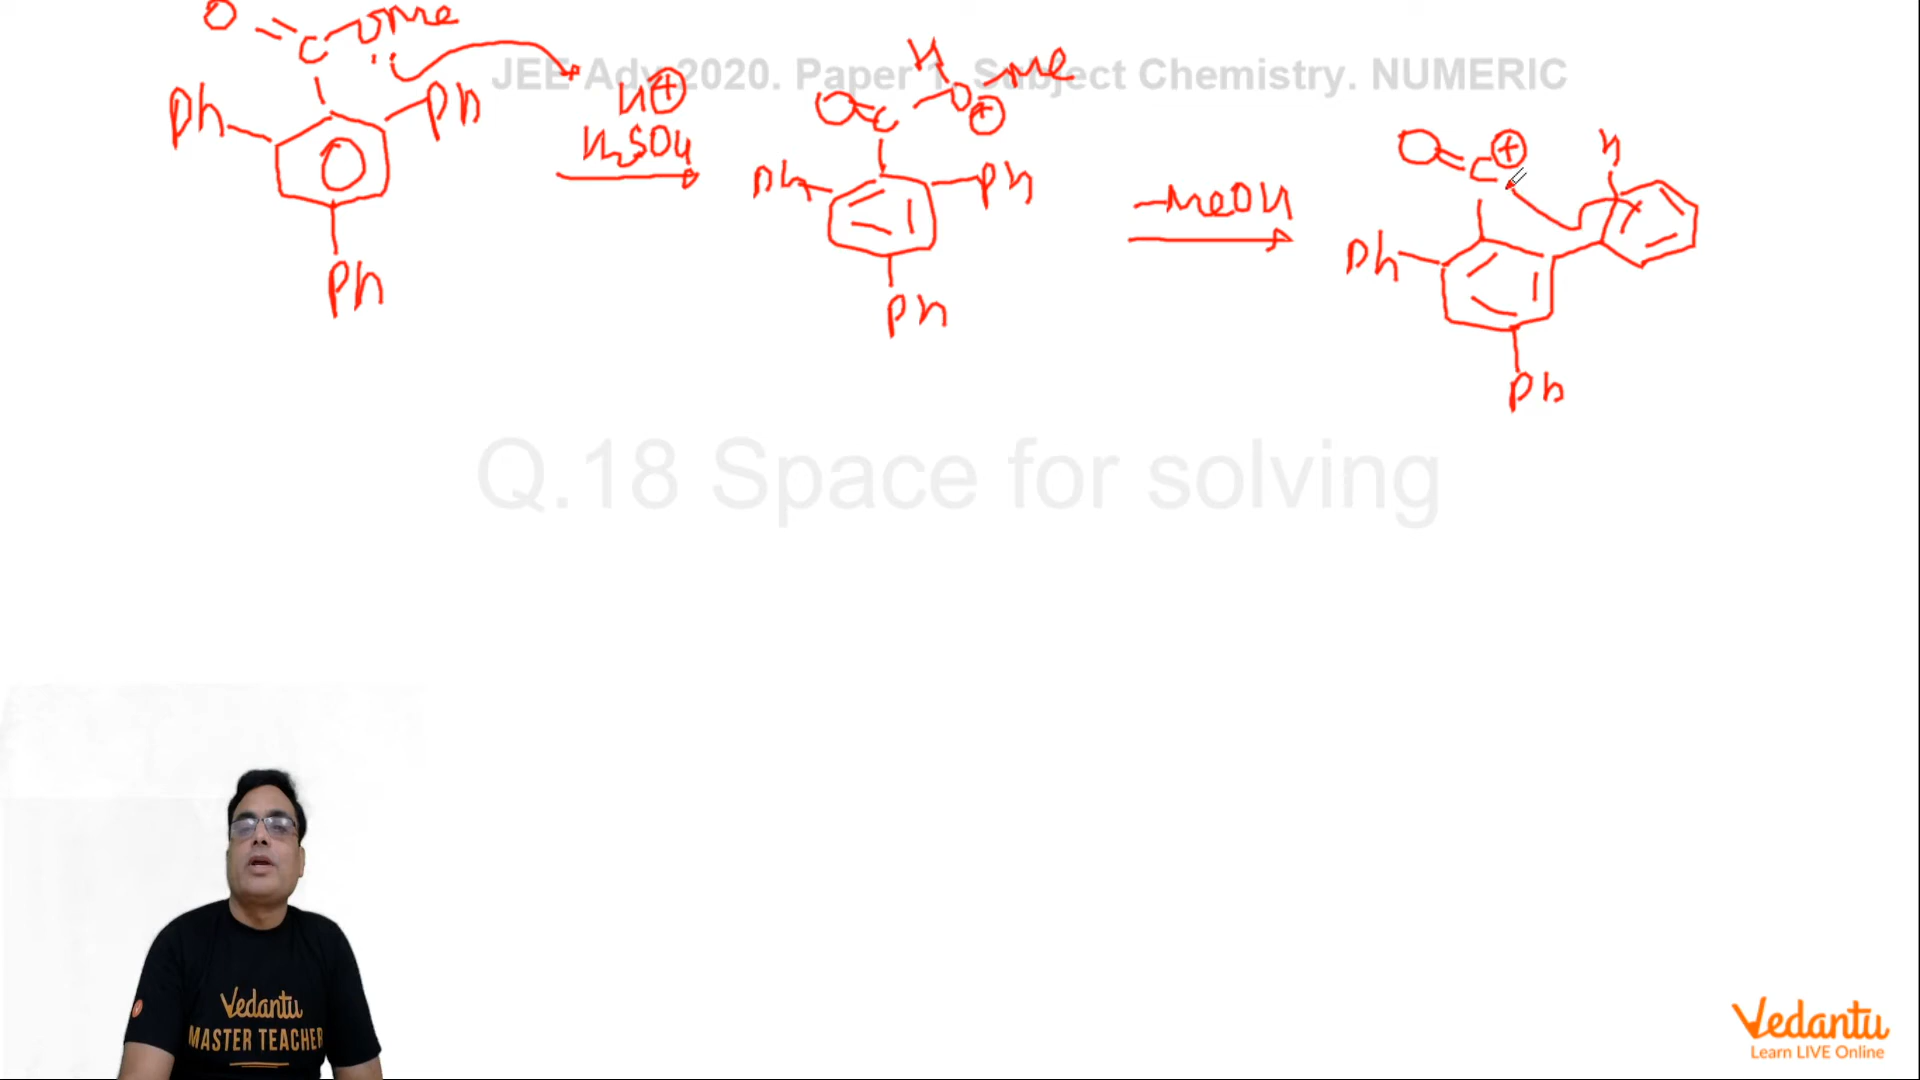 O = C OMe
JEE Adv 2020. Paper 1. Subject Chemistry. NUMERIC
Ph Ph
Ph
H⊕
H₂SO₄
H
O = C O Me
⊕
Ph Ph
Ph
-MeOH
O = C ⊕
H
Ph
Ph
Q.18 Space for solving
Vedantu
MASTER TEACHER
Vedantu
Learn LIVE Online